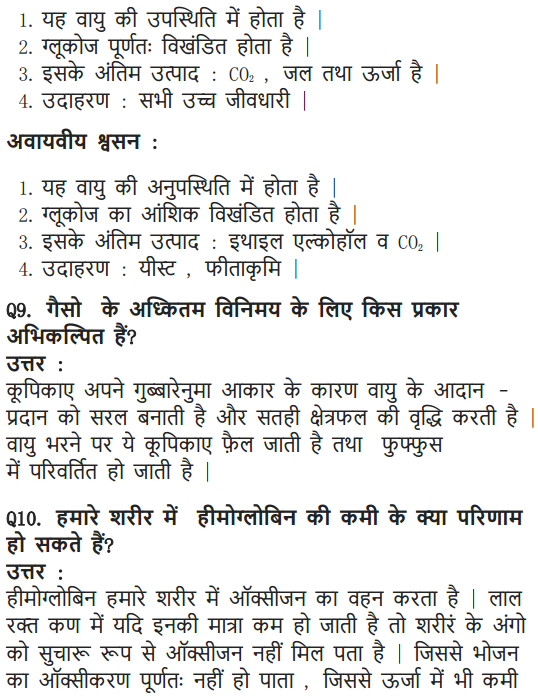 1. यह वायु की उपस्थिति में होता है |
2. ग्लूकोज पूर्णतः विखंडित होता है |
3. इसके अंतिम उत्पाद : CO₂ , जल तथा ऊर्जा है |
4. उदाहरण : सभी उच्च जीवधारी |
अवायवीय श्वसन :
1. यह वायु की अनुपस्थिति में होता है |
2. ग्लूकोज का आंशिक विखंडित होता है |
3. इसके अंतिम उत्पाद : इथाइल एल्कोहॉल व CO₂ |
4. उदाहरण : यीस्ट , फीताकृमि |
Q9. गैसो के अध्कितम विनिमय के लिए किस प्रकार
अभिकल्पित हैं?
उत्तर :
कूपिकाए अपने गुब्बारेनुमा आकार के कारण वायु के आदान -
प्रदान को सरल बनाती है और सतही क्षेत्रफल की वृद्धि करती है |
वायु भरने पर ये कूपिकाए फ़ैल जाती है तथा फुफ्फुस
में परिवर्तित हो जाती है |
Q10. हमारे शरीर में हीमोग्लोबिन की कमी के क्या परिणाम
हो सकते हैं?
उत्तर :
हीमोग्लोबिन हमारे शरीर में ऑक्सीजन का वहन करता है | लाल
रक्त कण में यदि इनकी मात्रा कम हो जाती है तो शरीरं के अंगो
को सुचारू रूप से ऑक्सीजन नहीं मिल पता है | जिससे भोजन
का ऑक्सीकरण पूर्णतः नहीं हो पाता , जिससे ऊर्जा में भी कमी